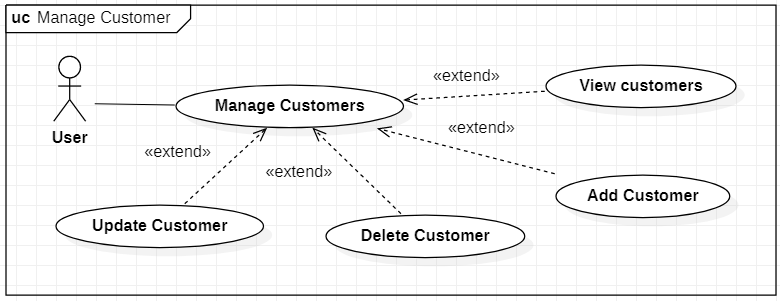 uc Manage Customer
«extend»
View customers
Manage Customers
User
«extend»
«extend»
«extend»
Add Customer
Update Customer
Delete Customer